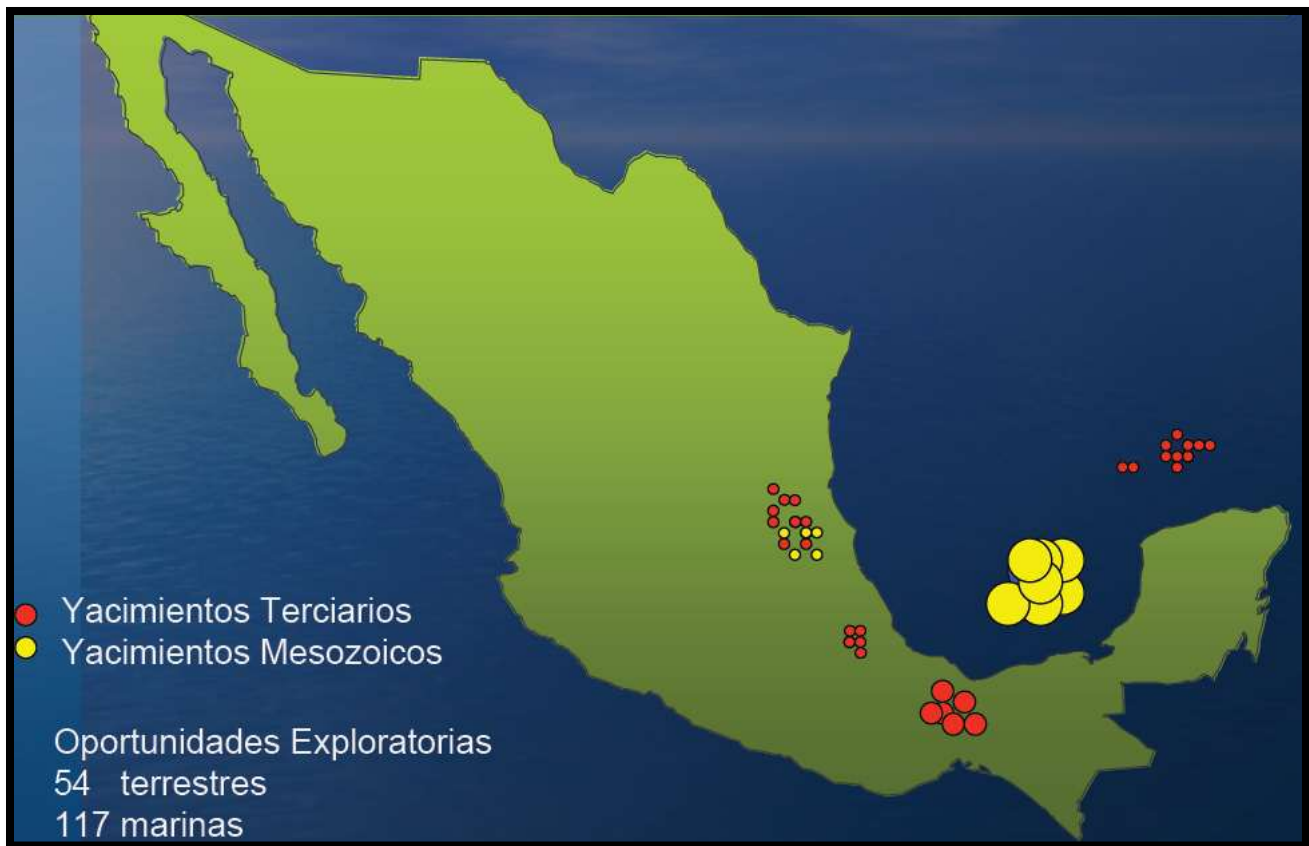 Yacimientos Terciarios
Yacimientos Mesozoicos
Oportunidades Exploratorias
54 terrestres
117 marinas